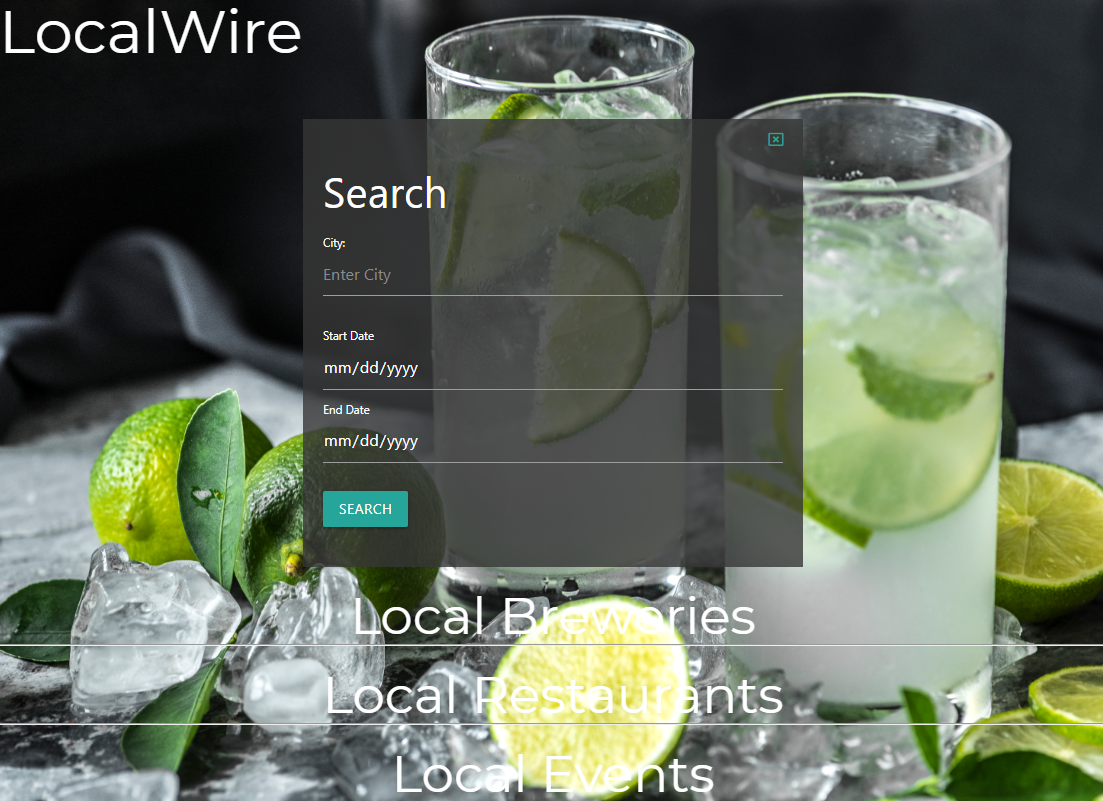 LocalWire
Search
City:
Enter City
Start Date
mm/dd/yyyy
End Date
mm/dd/yyyy
SEARCH
Local Breweries
Local Restaurants
Local Events